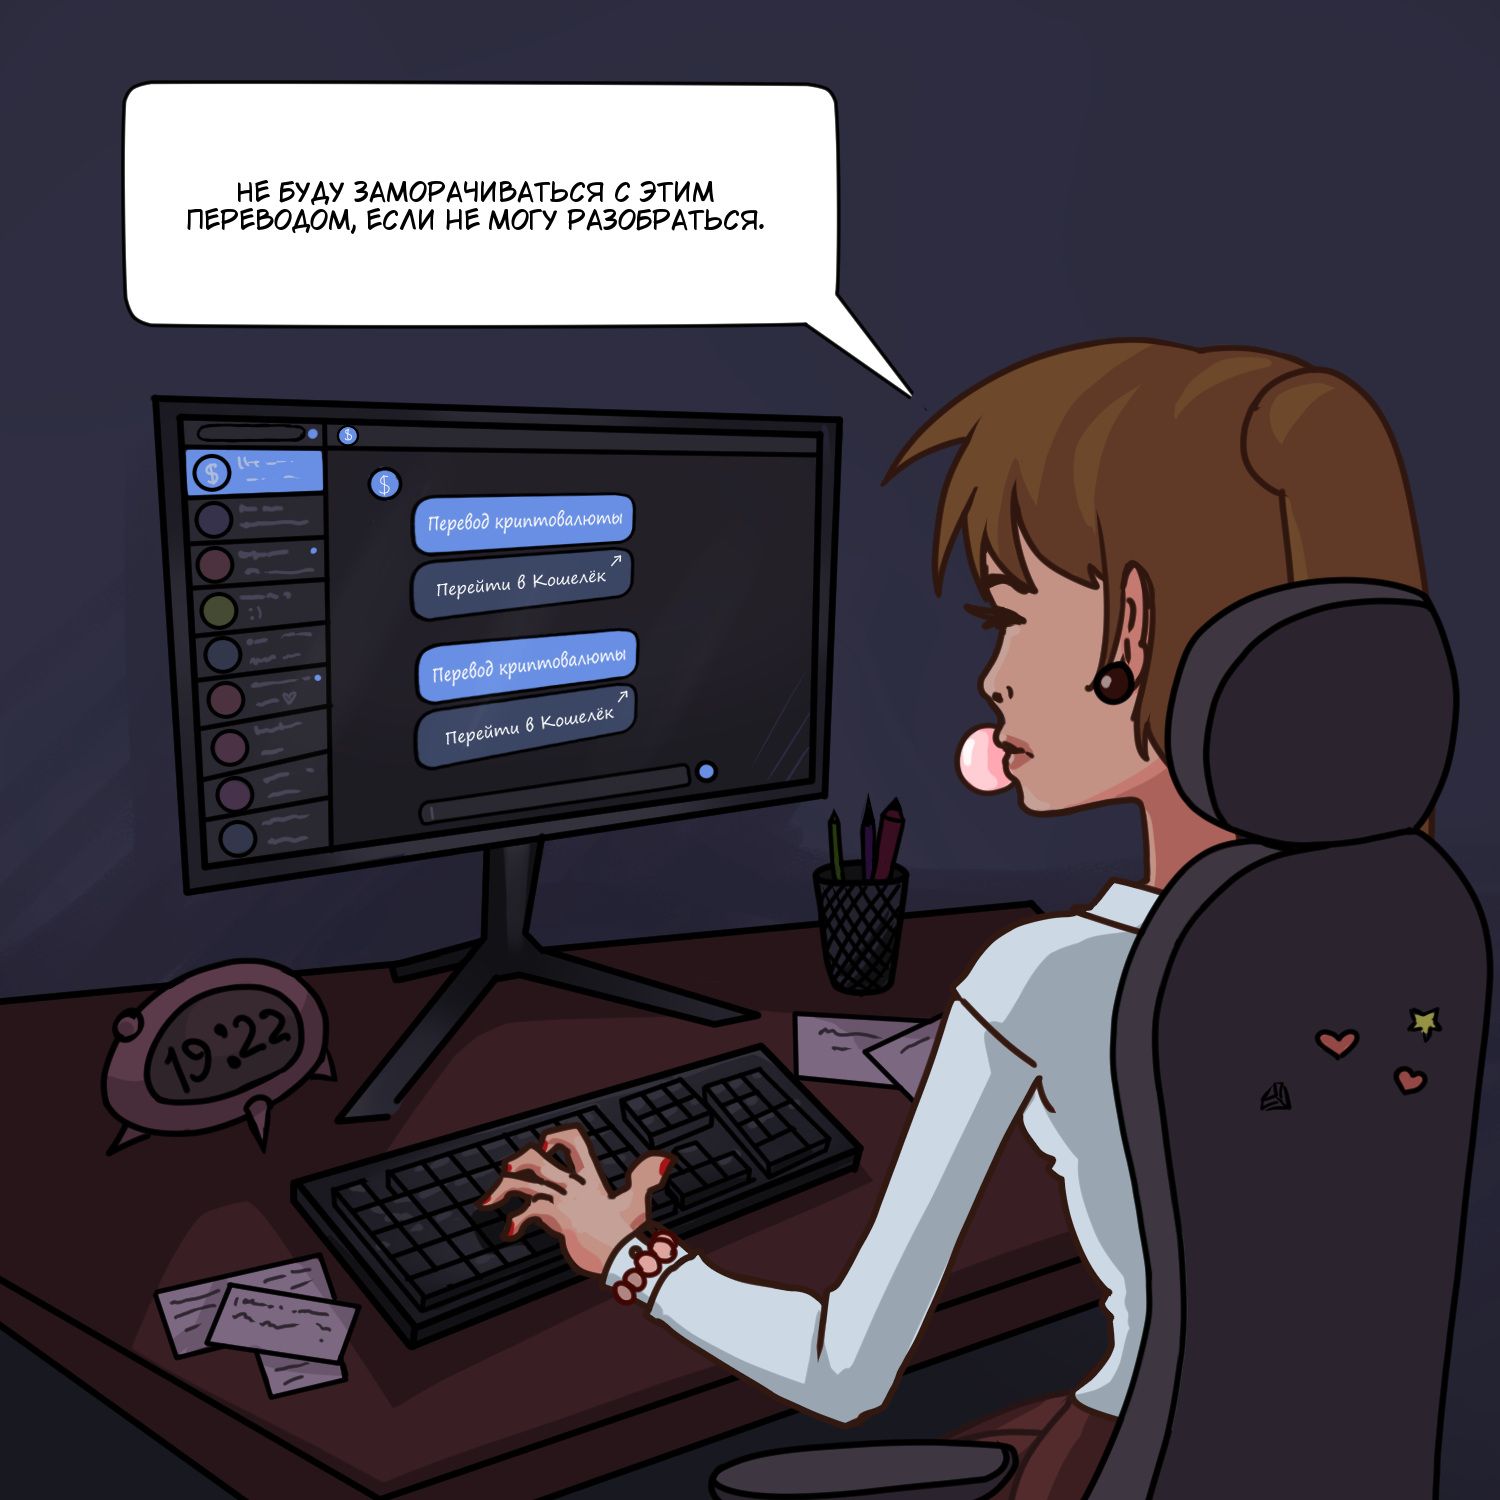 НЕ БУДУ ЗАМОРАЧИВАТЬСЯ С ЭТИМ
ПЕРЕВОДОМ, ЕСЛИ НЕ МОГУ РАЗОБРАТЬСЯ.
$
$
$
Перевод криптовалюты
Перейти в Кошелёк
:)
Перевод криптовалюты
Перейти в Кошелёк
19:22